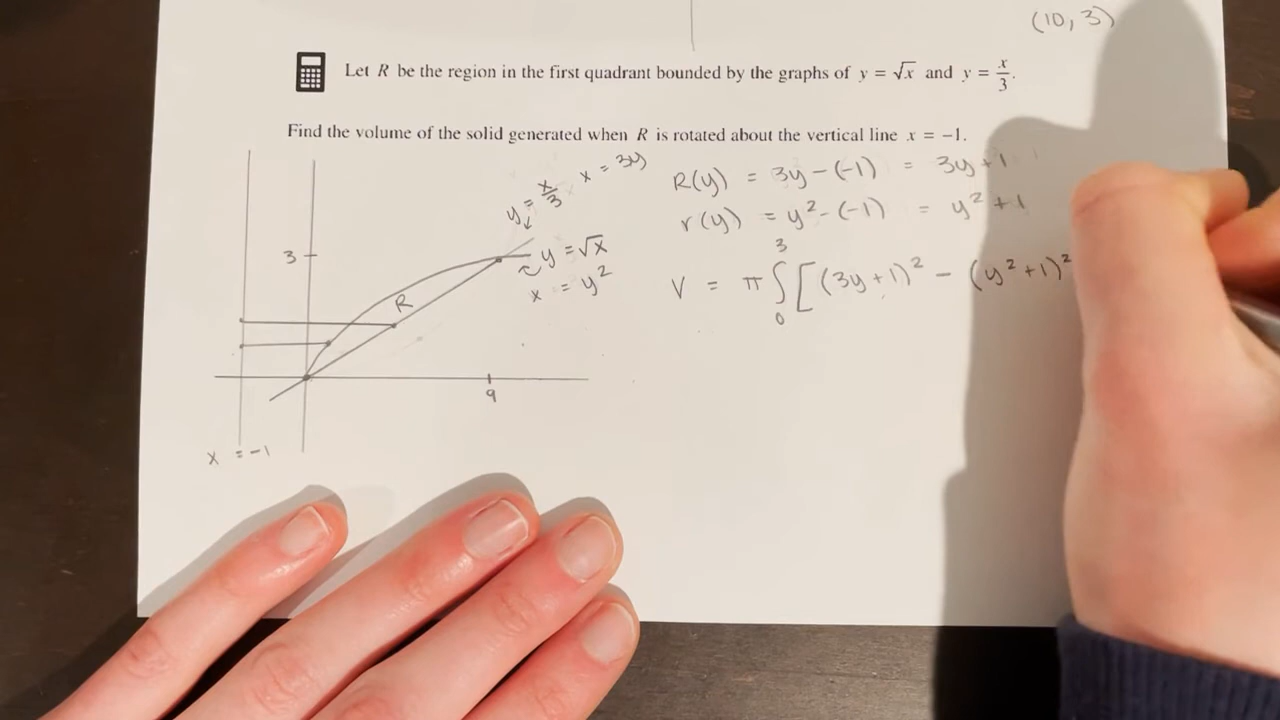 (10, 3)
Let R be the region in the first quadrant bounded by the graphs of y = √x and y = x/3.
Find the volume of the solid generated when R is rotated about the vertical line x = −1.
y = x/3, x = 3y
R(y) = 3y − (−1) = 3y + 1
r(y) = y² − (−1) = y² + 1
3
y = √x
x = y²
R
V = π ∫₀³ [(3y + 1)² − (y² + 1)²
9
x = −1